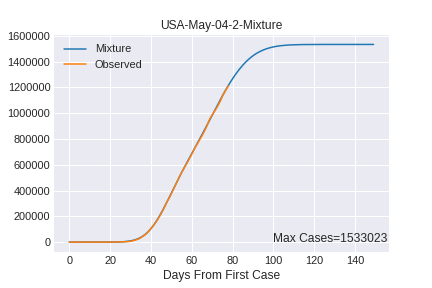 USA-May-04-2-Mixture
1600000
1400000
1200000
1000000
800000
600000
400000
200000
0
Mixture
Observed
Max Cases=1533023
0 20 40 60 80 100 120 140
Days From First Case